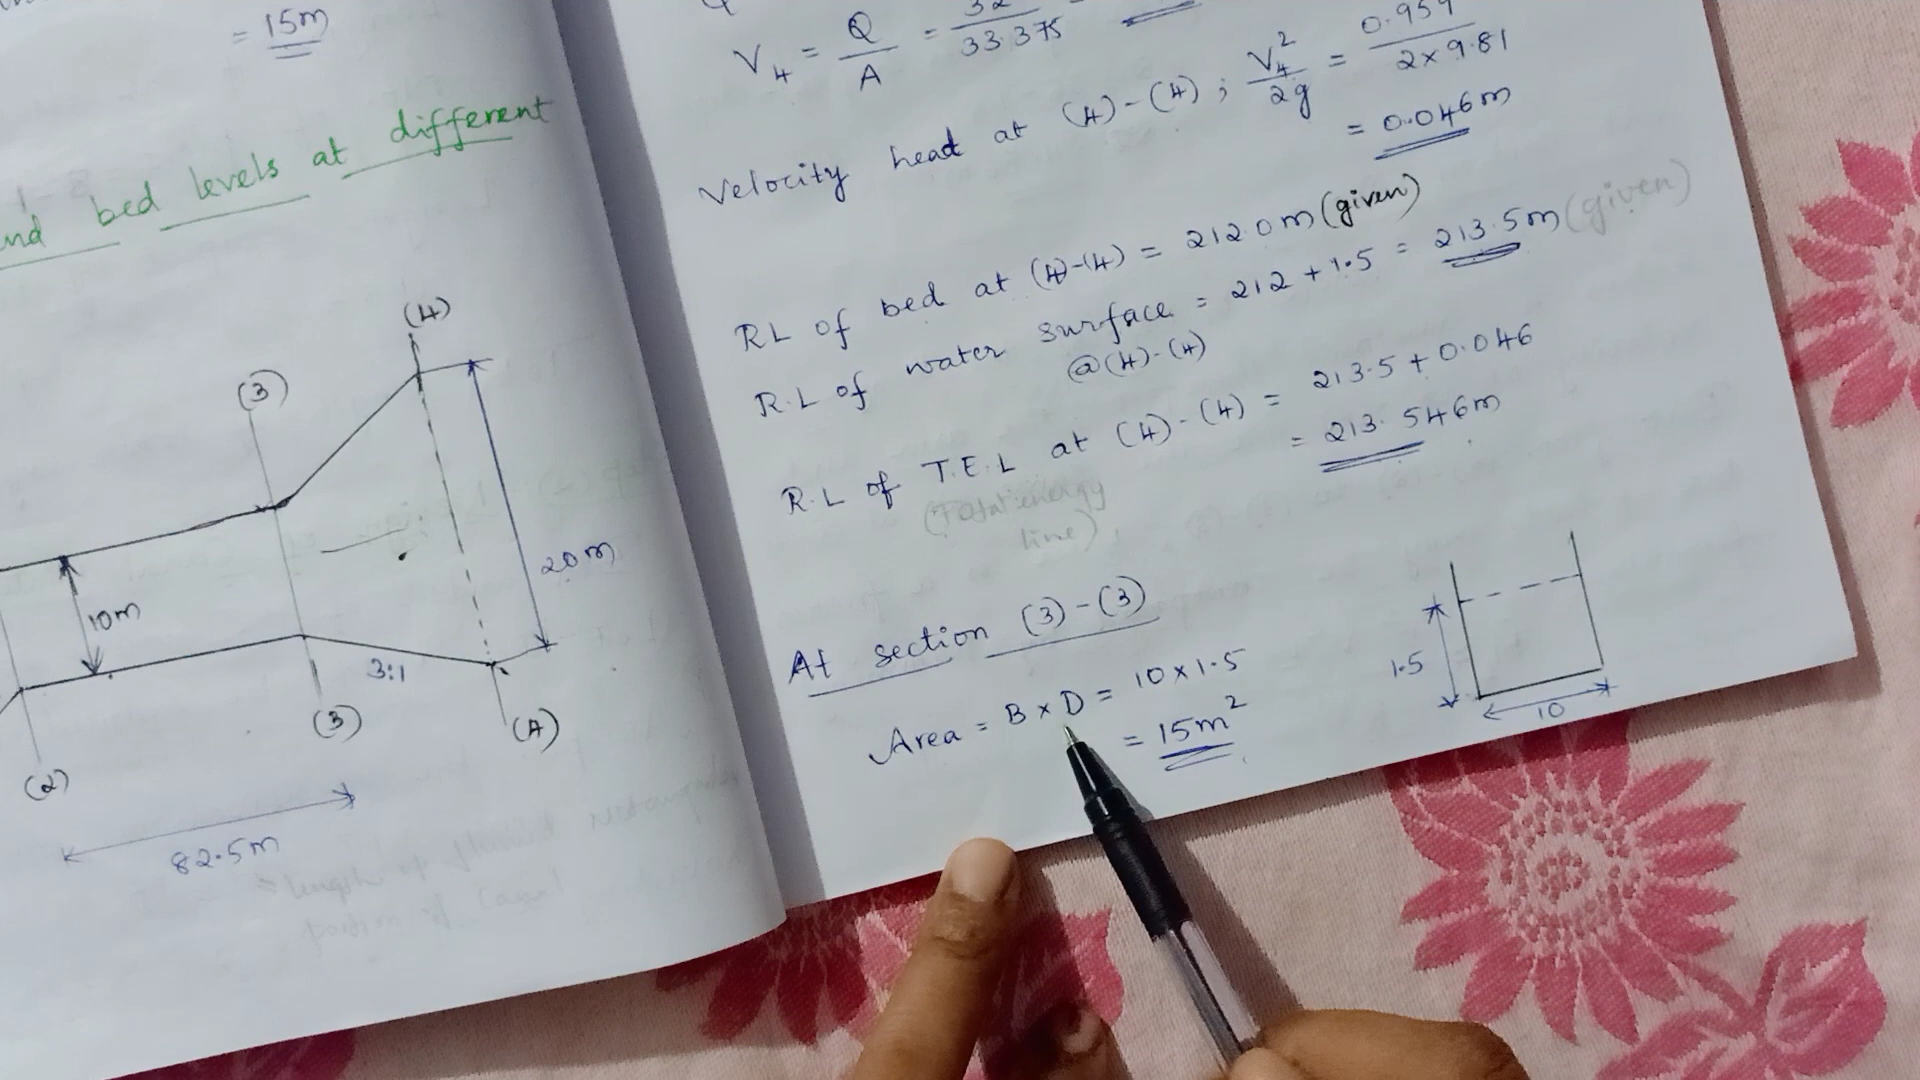 = 15m
nd bed levels at different
(4)
(3)
20m
10m
3:1
(3)
(4)
(2)
82.5m
V4 = Q/A = 32/33.375
Velocity head at (4)-(4) ; V4²/2g = 0.959/2×9.81
= 0.046m
RL of bed at (4)-(4) = 212.0m (given)
R.L of water surface = 212 + 1.5 = 213.5m (given)
@(4)-(4)
R.L of T.E.L at (4)-(4) = 213.5 + 0.046
(Total energy
line)
= 213.546m
At section (3)-(3)
Area = B × D = 10 × 1.5
= 15m²
1.5
10